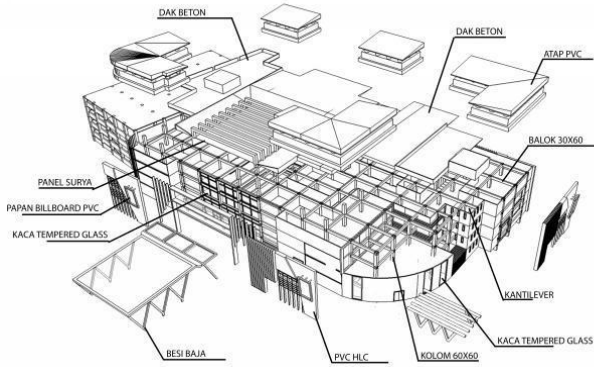 DAK BETON
DAK BETON
ATAP PVC
BALOK 30X60
PANEL SURYA
PAPAN BILLBOARD PVC
KACA TEMPERED GLASS
KANTILEVER
KACA TEMPERED GLASS
BESI BAJA
PVC HLC
KOLOM 60X60